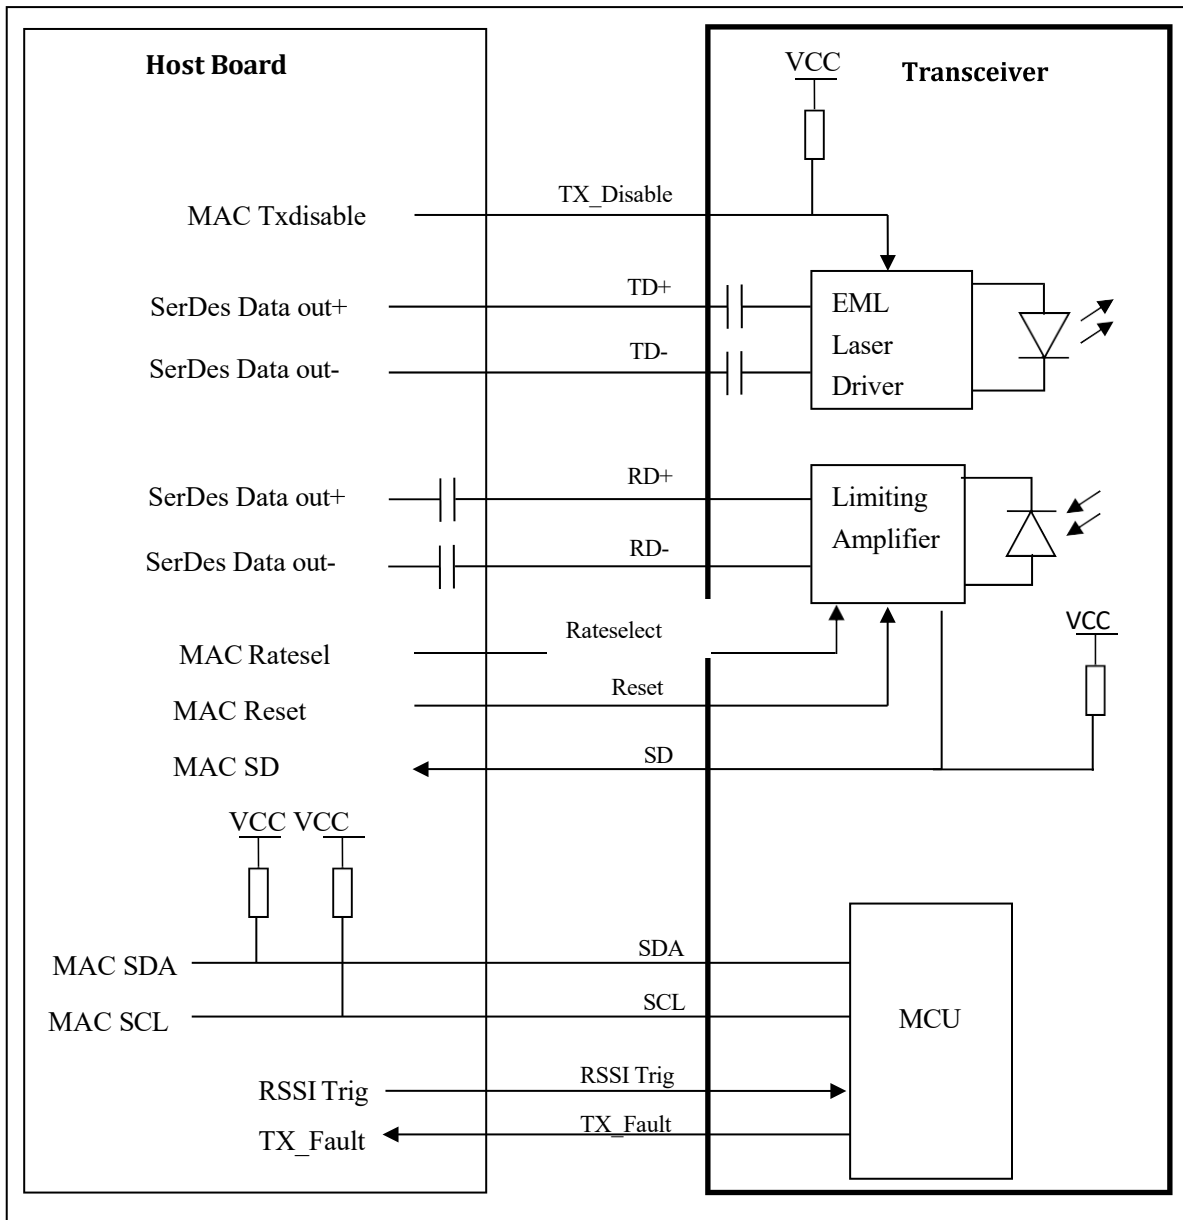 Host Board
VCC
Transceiver
TX_Disable
MAC Txdisable
TD+
SerDes Data out+
EML
Laser
Driver
TD-
SerDes Data out-
RD+
SerDes Data out+
Limiting
Amplifier
RD-
SerDes Data out-
Rateselect
VCC
MAC Ratesel
Reset
MAC Reset
SD
MAC SD
VCC VCC
SDA
MAC SDA
SCL
MAC SCL
MCU
RSSI Trig
RSSI Trig
TX_Fault
TX_Fault